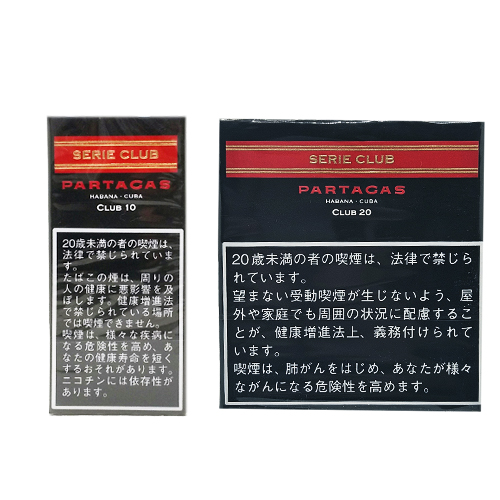 SERIE CLUB
PARTAGAS
HABANA · CUBA
CLUB 10
20歳未満の者の喫煙は、
法律で禁じられていま
す。
たばこの煙は、周りの
人の健康に悪影響を及
ぼします。健康増進法
で禁じられている場所
では喫煙できません。
喫煙は、様々な疾病に
なる危険性を高め、あ
なたの健康寿命を短く
するおそれがあります。
ニコチンには依存性が
あります。
SERIE CLUB
PARTAGAS
HABANA · CUBA
CLUB 20
20歳未満の者の喫煙は、法律で禁じら
れています。
望まない受動喫煙が生じないよう、屋
外や家庭でも周囲の状況に配慮するこ
とが、健康増進法上、義務付けられて
います。
喫煙は、肺がんをはじめ、あなたが様々
ながんになる危険性を高めます。